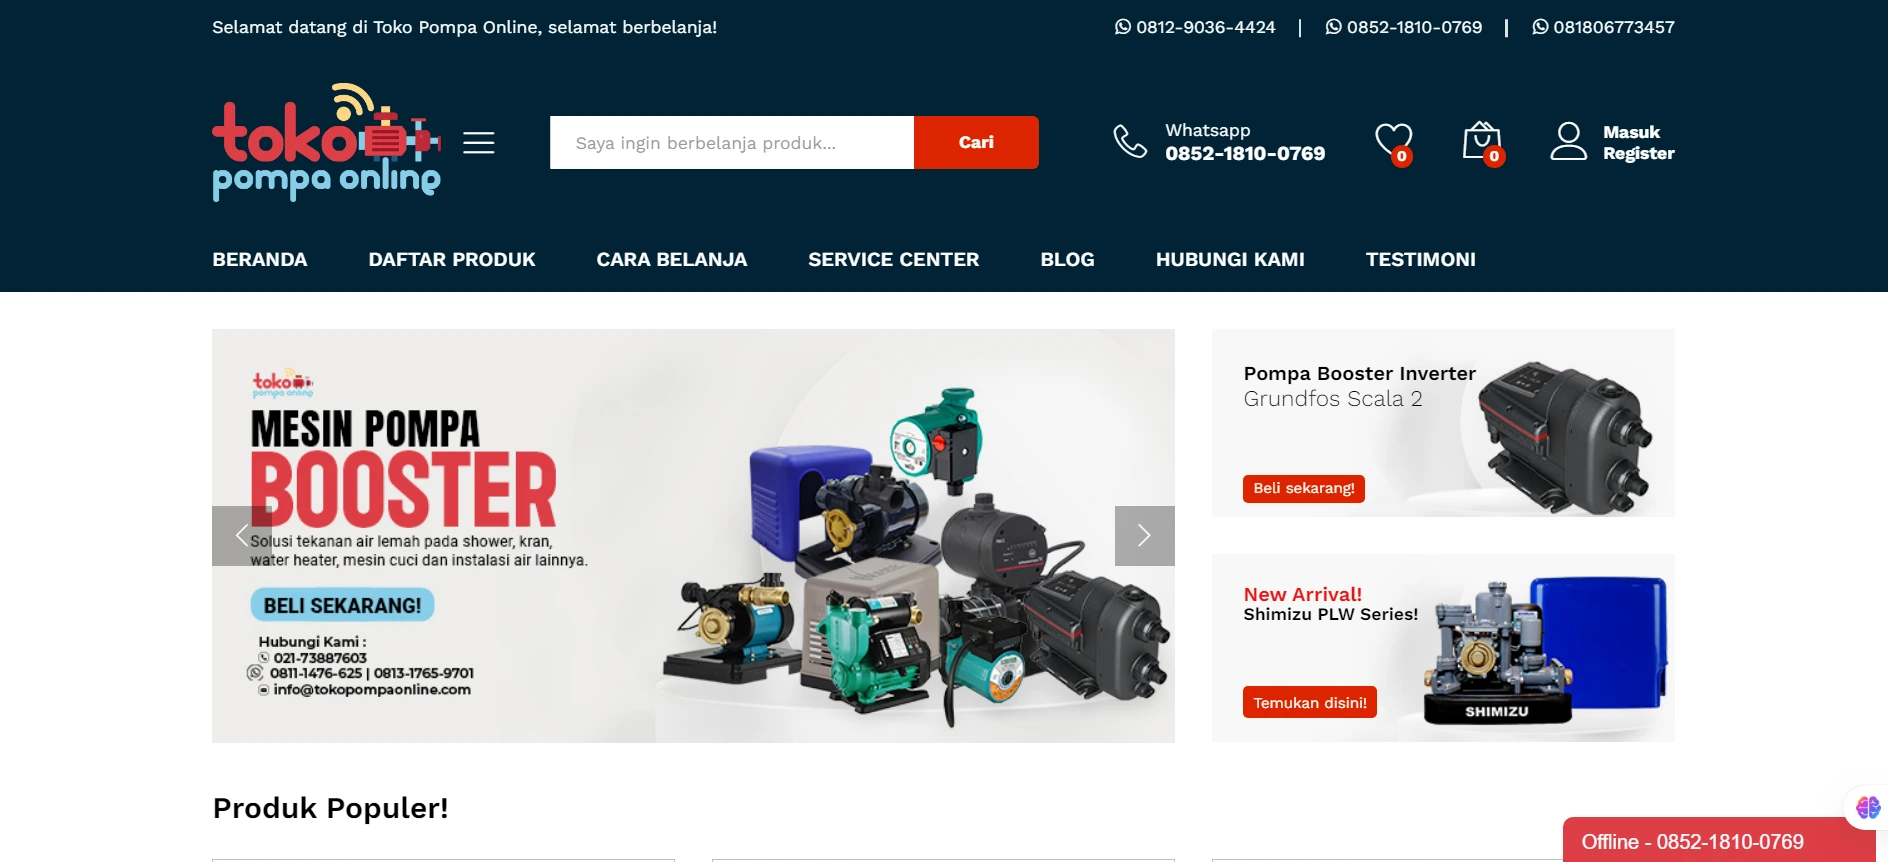 Selamat datang di Toko Pompa Online, selamat berbelanja!
0812-9036-4424 | 0852-1810-0769 | 081806773457
toko
pompa online
Saya ingin berbelanja produk...
Cari
Whatsapp
0852-1810-0769
0
0
Masuk
Register
BERANDA
DAFTAR PRODUK
CARA BELANJA
SERVICE CENTER
BLOG
HUBUNGI KAMI
TESTIMONI
toko
pompa online
MESIN POMPA
BOOSTER
Solusi tekanan air lemah pada shower, kran,
water heater, mesin cuci dan instalasi air lainnya.
BELI SEKARANG!
Hubungi Kami :
021-73887603
0811-1476-625 | 0813-1765-9701
info@tokopompaonline.com
Pompa Booster Inverter
Grundfos Scala 2
Beli sekarang!
New Arrival!
Shimizu PLW Series!
Temukan disini!
SHIMIZU
Produk Populer!
Offline - 0852-1810-0769